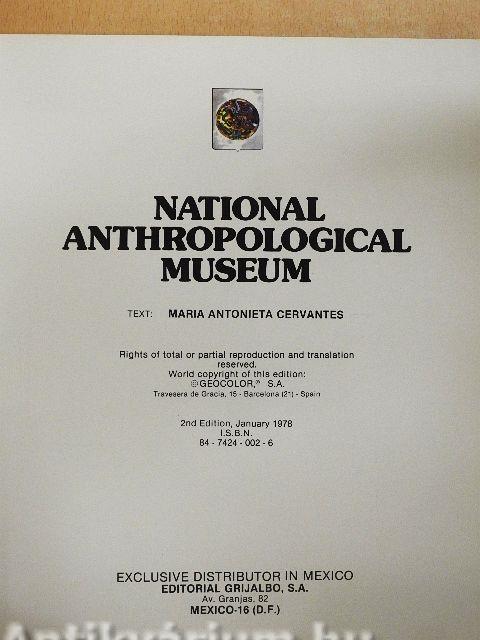 NATIONAL
ANTHROPOLOGICAL
MUSEUM
TEXT: MARIA ANTONIETA CERVANTES
Rights of total or partial reproduction and translation
reserved.
World copyright of this edition:
© GEOCOLOR,® S.A.
Travesera de Gracia, 15 - Barcelona (21) - Spain
2nd Edition, January 1978
I.S.B.N.
84 - 7424 - 002 - 6
EXCLUSIVE DISTRIBUTOR IN MEXICO
EDITORIAL GRIJALBO, S.A.
Av. Granjas, 82
MEXICO-16 (D.F.)
Antikvárium.hu